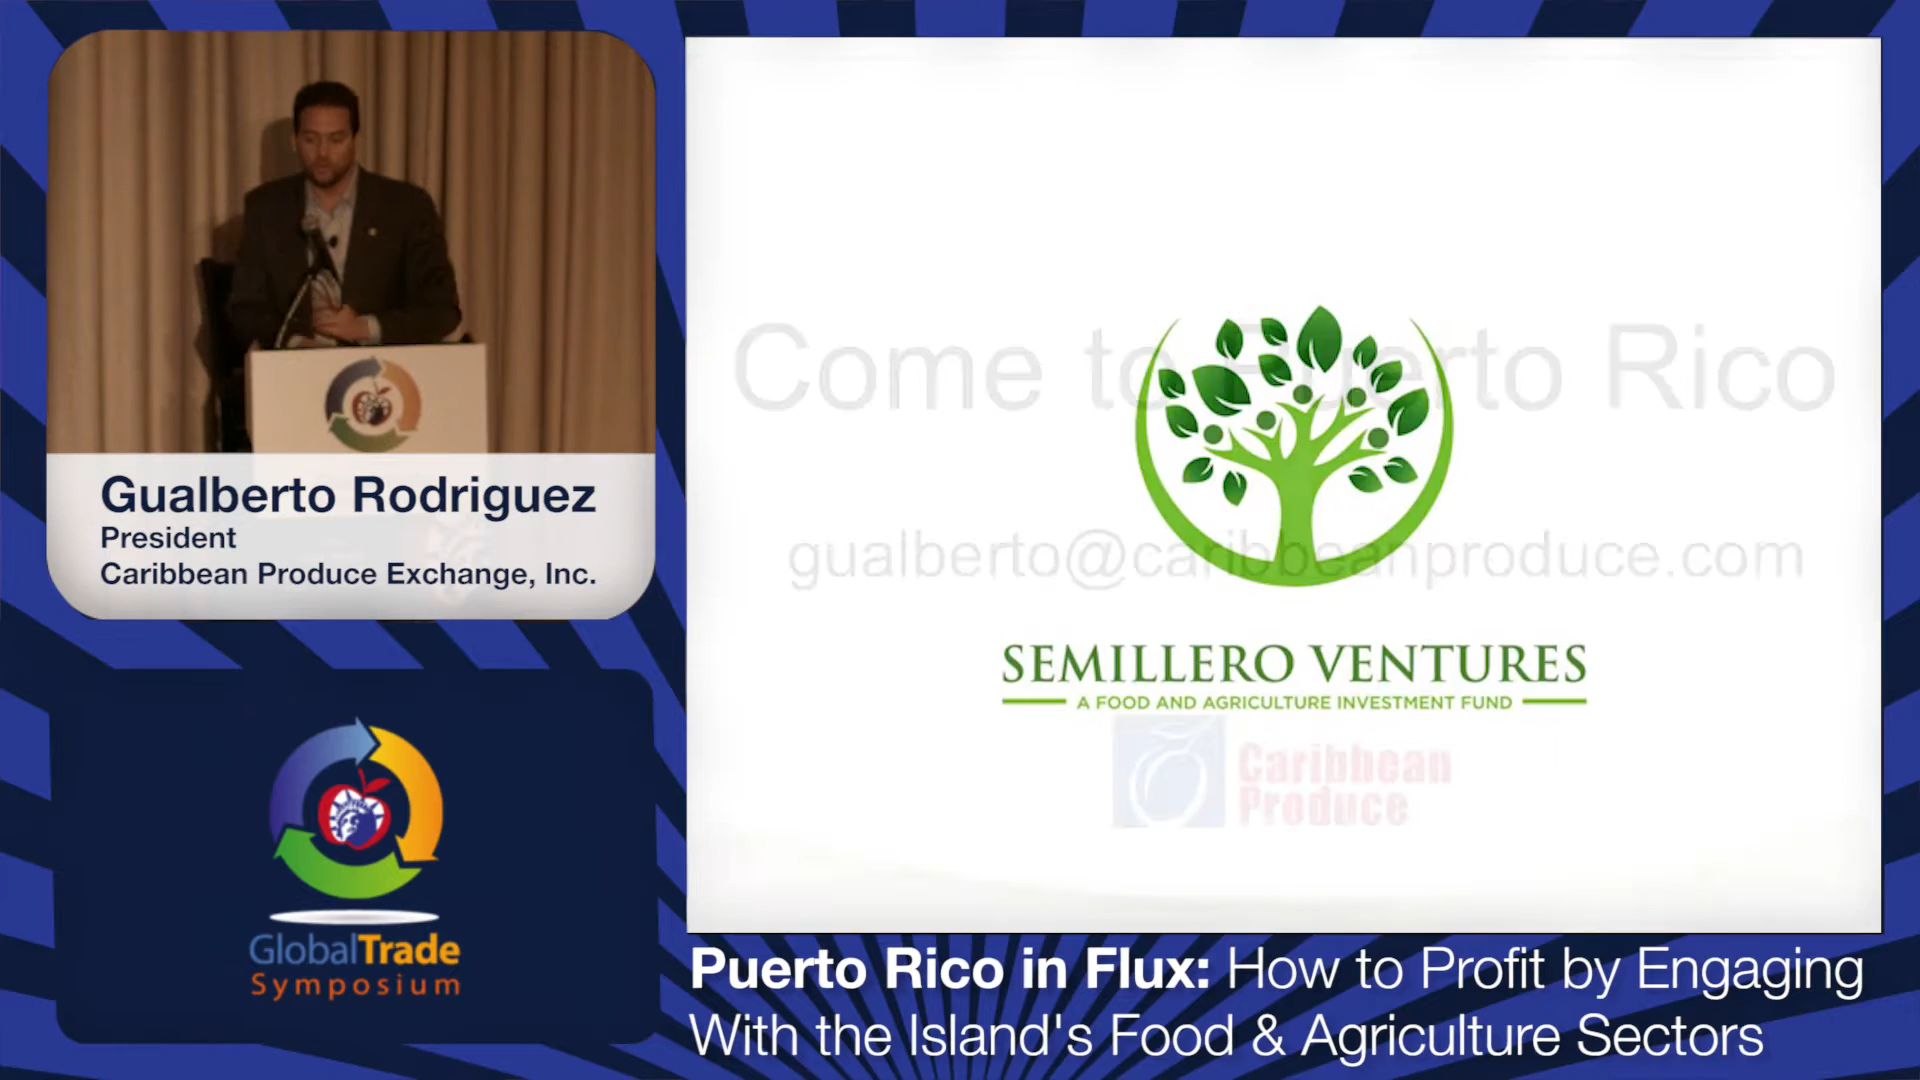 Gualberto Rodriguez
President
Caribbean Produce Exchange, Inc.
GlobalTrade
Symposium
Come to Puerto Rico
gualberto@caribbeanproduce.com
SEMILLERO VENTURES
A FOOD AND AGRICULTURE INVESTMENT FUND
Caribbean
Produce
Puerto Rico in Flux: How to Profit by Engaging
With the Island's Food & Agriculture Sectors